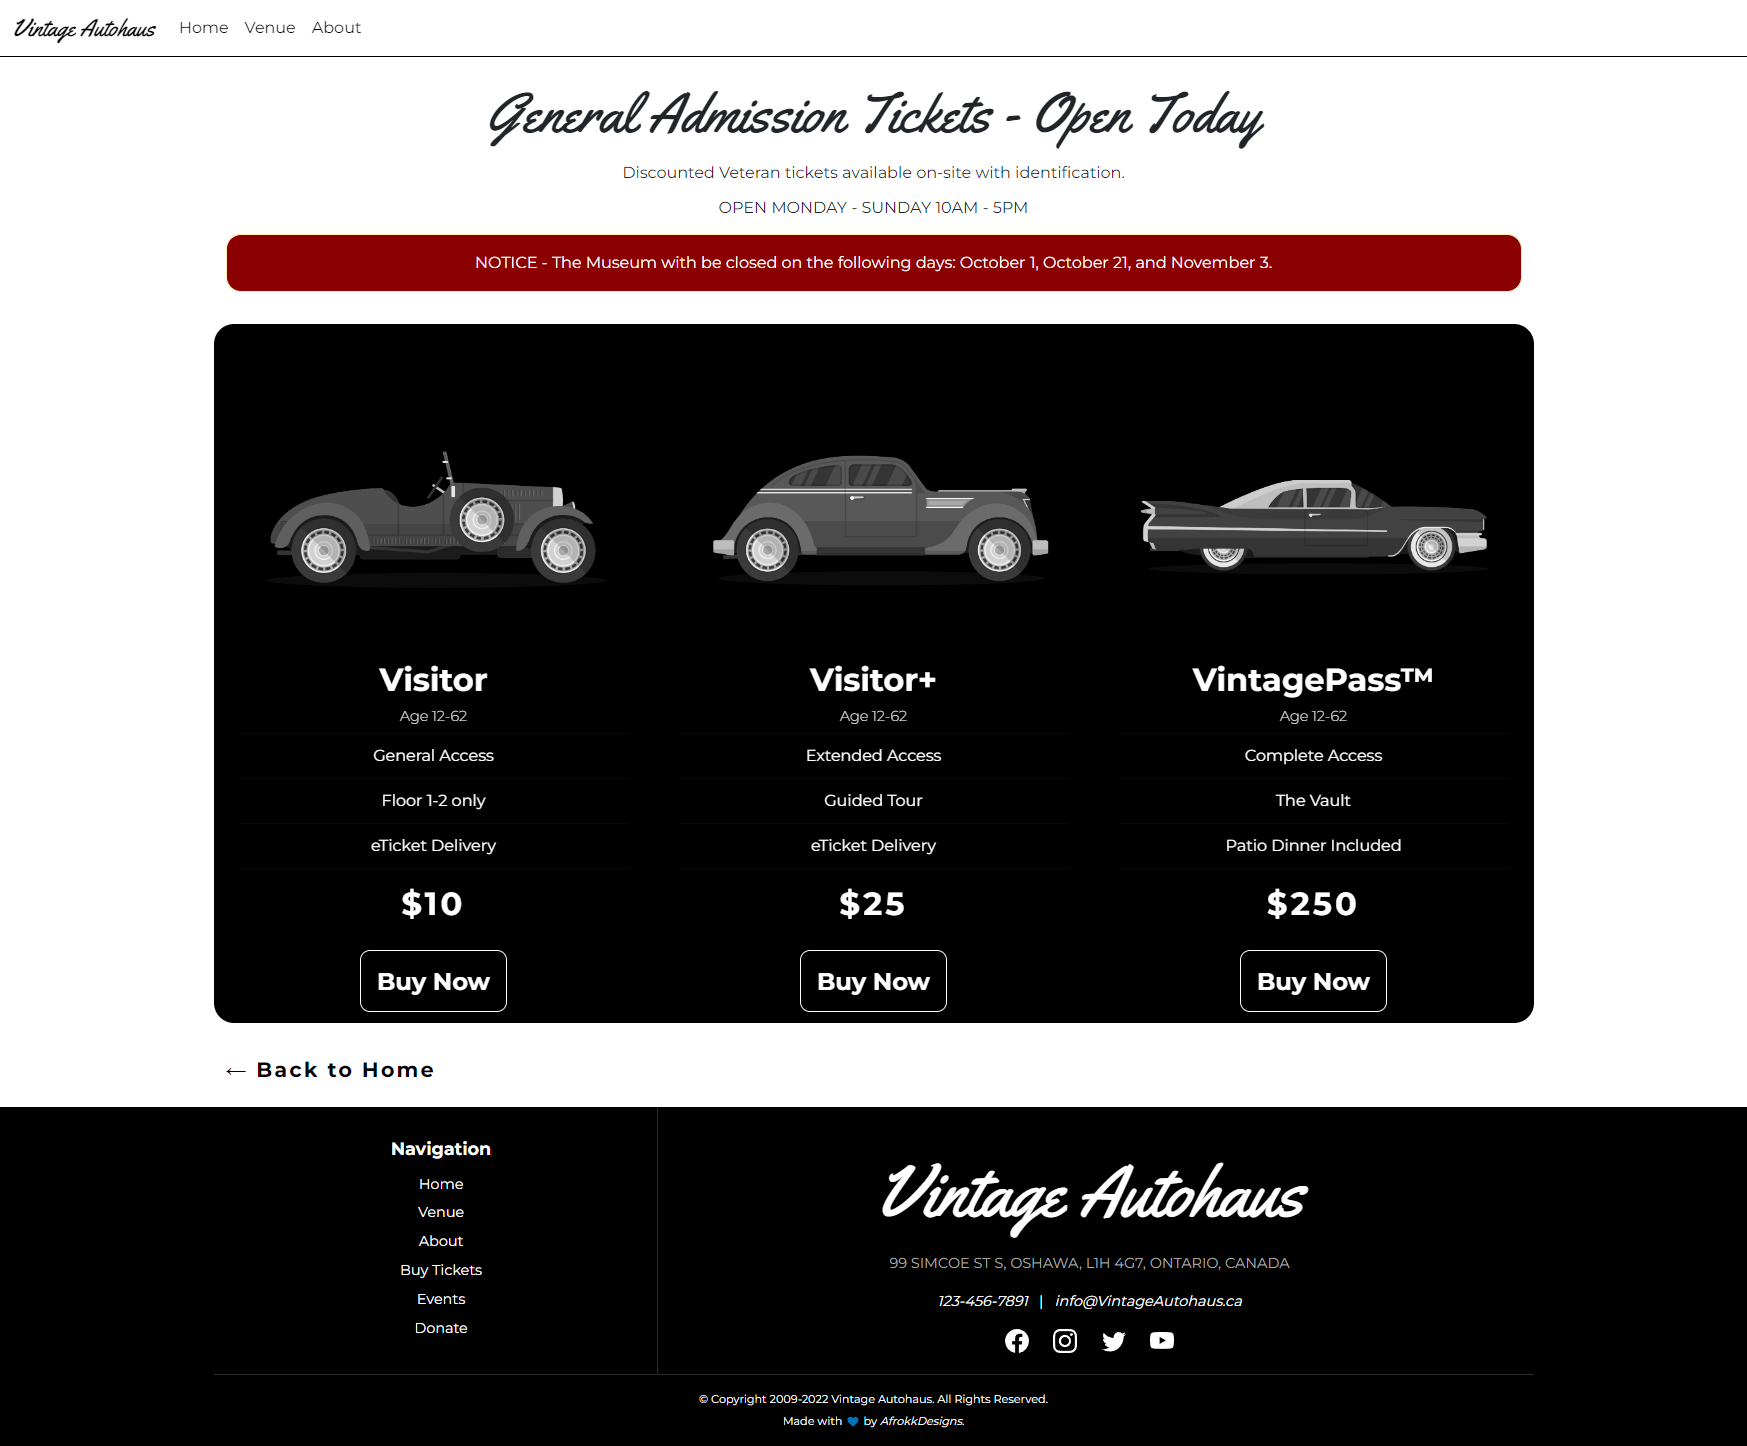 Vintage Autohaus Home Venue About
General Admission Tickets - Open Today
Discounted Veteran tickets available on-site with identification.
OPEN MONDAY - SUNDAY 10AM - 5PM
NOTICE - The Museum with be closed on the following days: October 1, October 21, and November 3.
Visitor
Age 12-62
General Access
Floor 1-2 only
eTicket Delivery
$10
Buy Now
Visitor+
Age 12-62
Extended Access
Guided Tour
eTicket Delivery
$25
Buy Now
VintagePass™
Age 12-62
Complete Access
The Vault
Patio Dinner Included
$250
Buy Now
← Back to Home
Navigation
Home
Venue
About
Buy Tickets
Events
Donate
Vintage Autohaus
99 SIMCOE ST S, OSHAWA, L1H 4G7, ONTARIO, CANADA
123-456-7891 | info@VintageAutohaus.ca
© Copyright 2009-2022 Vintage Autohaus. All Rights Reserved.
Made with 💙 by AfrokkDesigns.